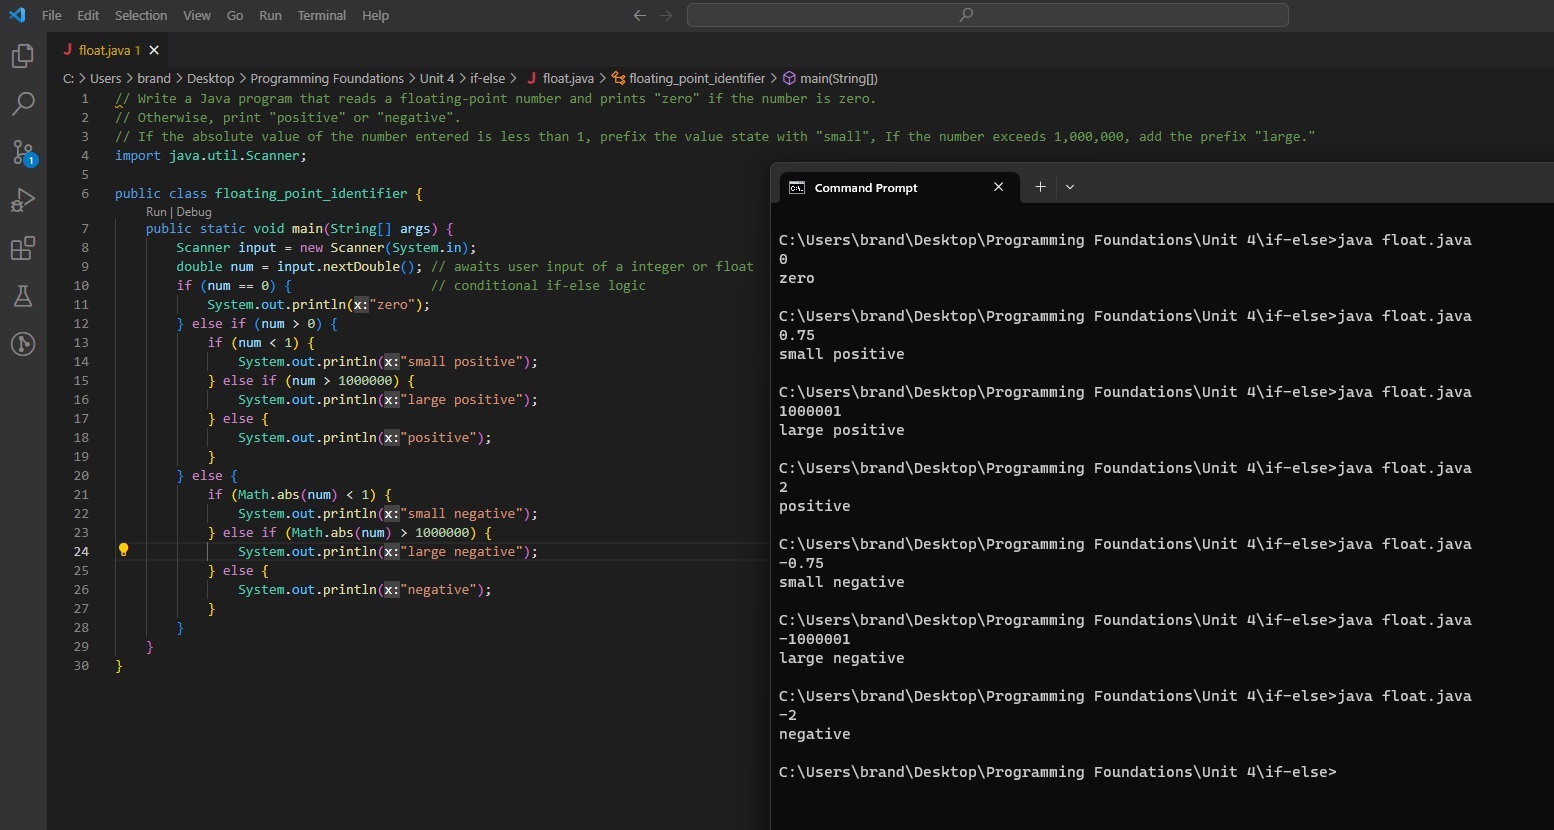 File Edit Selection View Go Run Terminal Help
float.java 1
C: > Users > brand > Desktop > Programming Foundations > Unit 4 > if-else > float.java > floating_point_identifier > main(String[])
1 // Write a Java program that reads a floating-point number and prints "zero" if the number is zero.
2 // Otherwise, print "positive" or "negative".
3 // If the absolute value of the number entered is less than 1, prefix the value state with "small", If the number exceeds 1,000,000, add the prefix "large."
4 import java.util.Scanner;
5
6 public class floating_point_identifier {
Run | Debug
7 public static void main(String[] args) {
8 Scanner input = new Scanner(System.in);
9 double num = input.nextDouble(); // awaits user input of a integer or float
10 if (num == 0) { // conditional if-else logic
11 System.out.println(x:"zero");
12 } else if (num > 0) {
13 if (num < 1) {
14 System.out.println(x:"small positive");
15 } else if (num > 1000000) {
16 System.out.println(x:"large positive");
17 } else {
18 System.out.println(x:"positive");
19 }
20 } else {
21 if (Math.abs(num) < 1) {
22 System.out.println(x:"small negative");
23 } else if (Math.abs(num) > 1000000) {
24 System.out.println(x:"large negative");
25 } else {
26 System.out.println(x:"negative");
27 }
28 }
29 }
30 }
1
Command Prompt
C:\Users\brand\Desktop\Programming Foundations\Unit 4\if-else>java float.java
0
zero
C:\Users\brand\Desktop\Programming Foundations\Unit 4\if-else>java float.java
0.75
small positive
C:\Users\brand\Desktop\Programming Foundations\Unit 4\if-else>java float.java
1000001
large positive
C:\Users\brand\Desktop\Programming Foundations\Unit 4\if-else>java float.java
2
positive
C:\Users\brand\Desktop\Programming Foundations\Unit 4\if-else>java float.java
-0.75
small negative
C:\Users\brand\Desktop\Programming Foundations\Unit 4\if-else>java float.java
-1000001
large negative
C:\Users\brand\Desktop\Programming Foundations\Unit 4\if-else>java float.java
-2
negative
C:\Users\brand\Desktop\Programming Foundations\Unit 4\if-else>